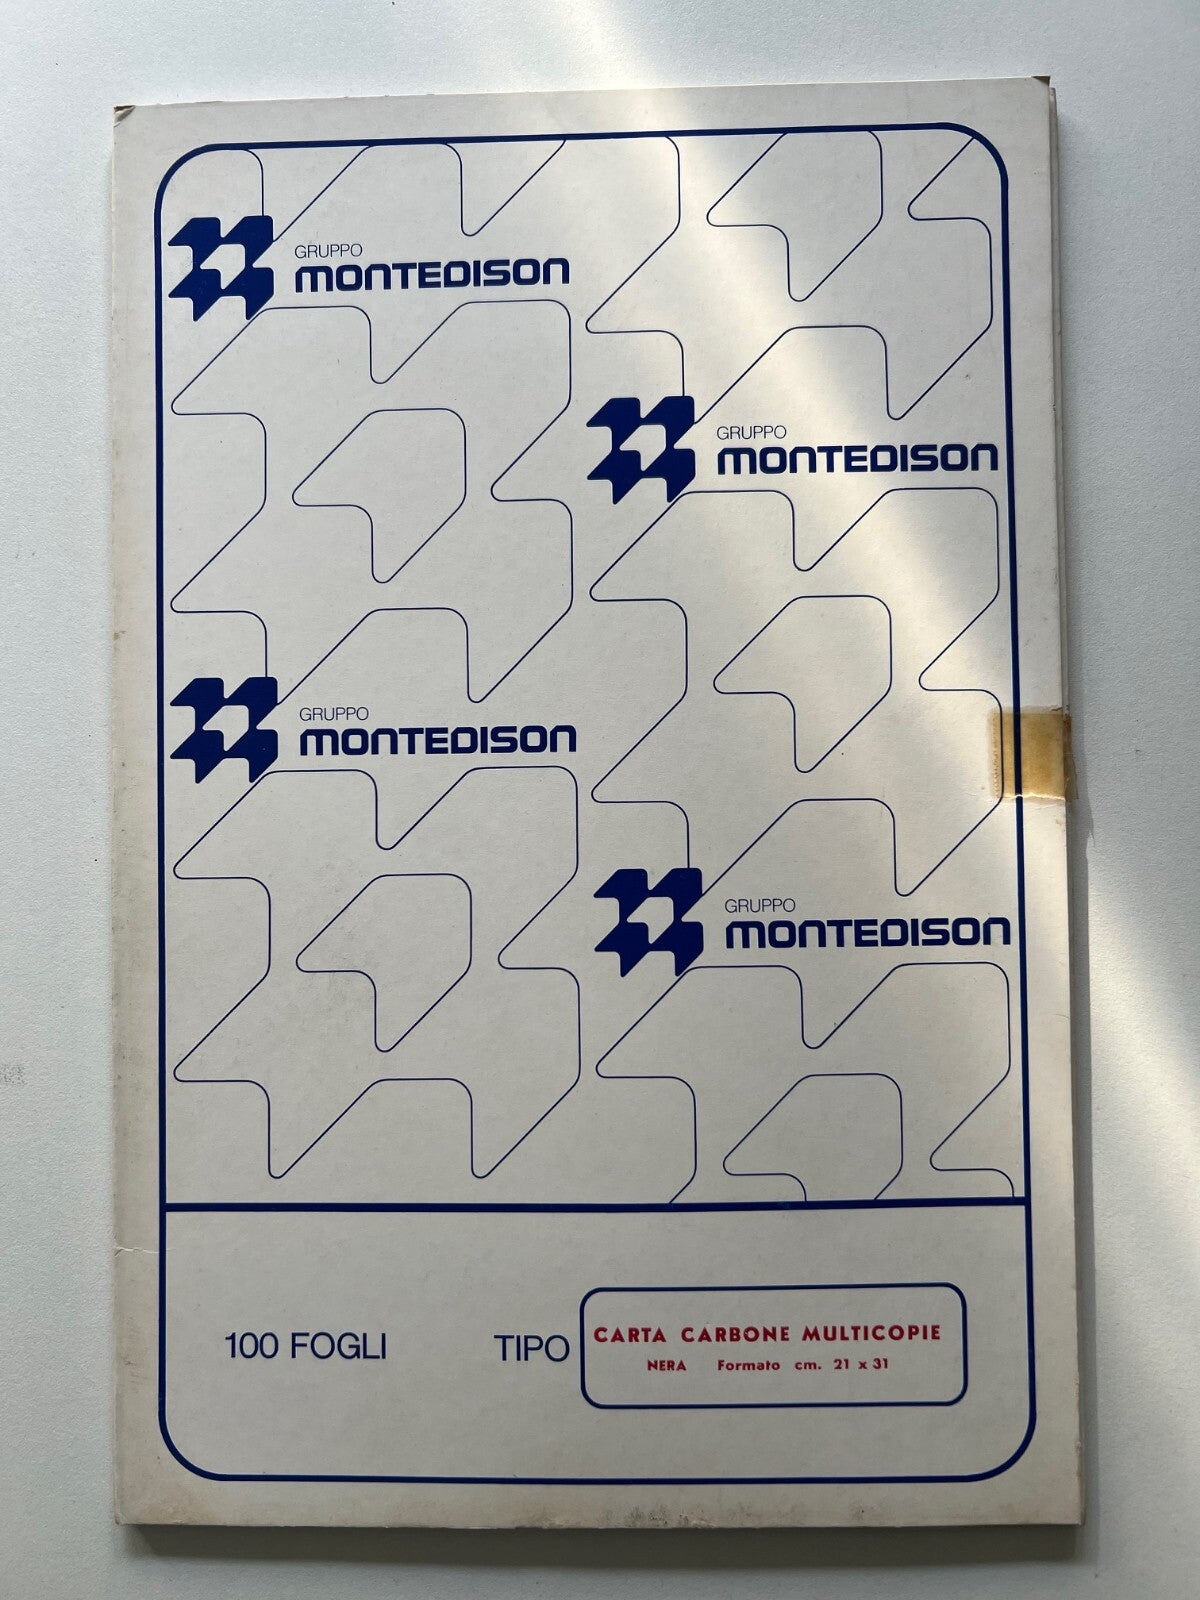 GRUPPO
MONTEDISON
GRUPPO
MONTEDISON
GRUPPO
MONTEDISON
GRUPPO
MONTEDISON
100 FOGLI
TIPO
CARTA CARBONE MULTICOPIE
NERA Formato cm. 21 x 31